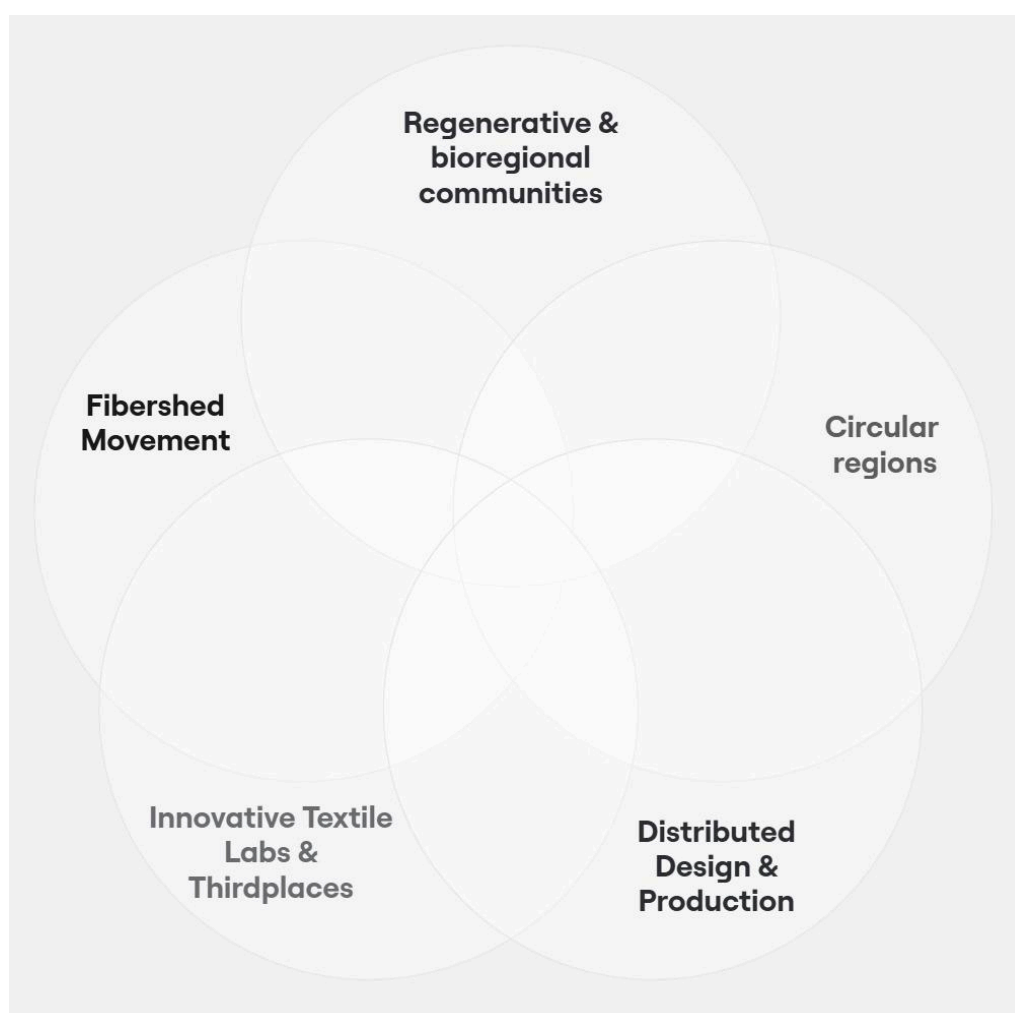 Regenerative &
bioregional
communities
Fibershed
Movement
Circular
regions
Innovative Textile
Labs &
Thirdplaces
Distributed
Design &
Production